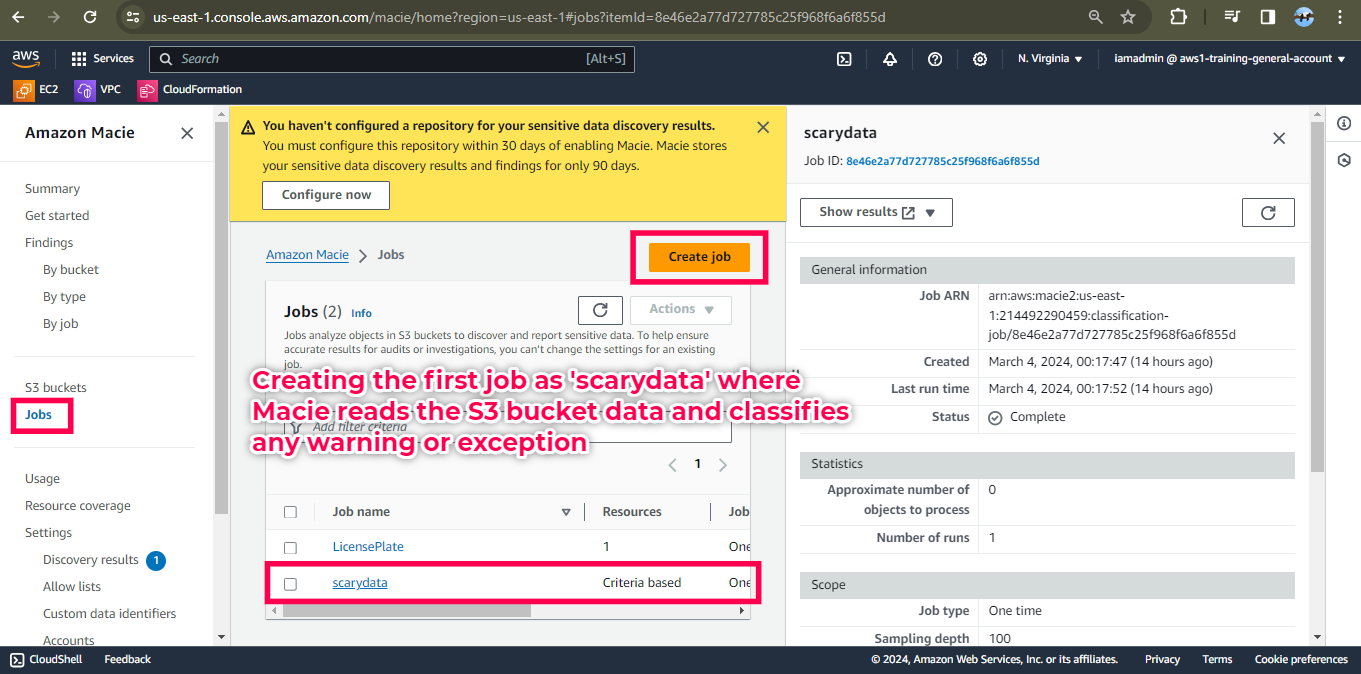 us-east-1.console.aws.amazon.com/macie/home?region=us-east-1#jobs?itemId=8e46e2a77d727785c25f968f6a6f855d
aws
Services
Search
[Alt+S]
N. Virginia
iamadmin @ aws1-training-general-account
EC2
VPC
CloudFormation
Amazon Macie
Summary
Get started
Findings
By bucket
By type
By job
S3 buckets
Jobs
Usage
Resource coverage
Settings
Discovery results 1
Allow lists
Custom data identifiers
Accounts
You haven't configured a repository for your sensitive data discovery results.
You must configure this repository within 30 days of enabling Macie. Macie stores
your sensitive data discovery results and findings for only 90 days.
Configure now
Amazon Macie > Jobs
Create job
Jobs (2) Info
Actions
Jobs analyze objects in S3 buckets to discover and report sensitive data. To help ensure
accurate results for audits or investigations, you can't change the settings for an existing
job.
Creating the first job as 'scarydata' where
Macie reads the S3 bucket data and classifies
any warning or exception
Add filter criteria
1
Job name
Resources
Job
LicensePlate
1
One
scarydata
Criteria based
One
scarydata
Job ID: 8e46e2a77d727785c25f968f6a6f855d
Show results
General information
Job ARN
arn:aws:macie2:us-east-
1:214492290459:classification-
job/8e46e2a77d727785c25f968f6a6f855d
Created
March 4, 2024, 00:17:47 (14 hours ago)
Last run time
March 4, 2024, 00:17:52 (14 hours ago)
Status
Complete
Statistics
Approximate number of
objects to process
0
Number of runs
1
Scope
Job type
One time
Sampling depth
100
CloudShell
Feedback
© 2024, Amazon Web Services, Inc. or its affiliates.
Privacy
Terms
Cookie preferences